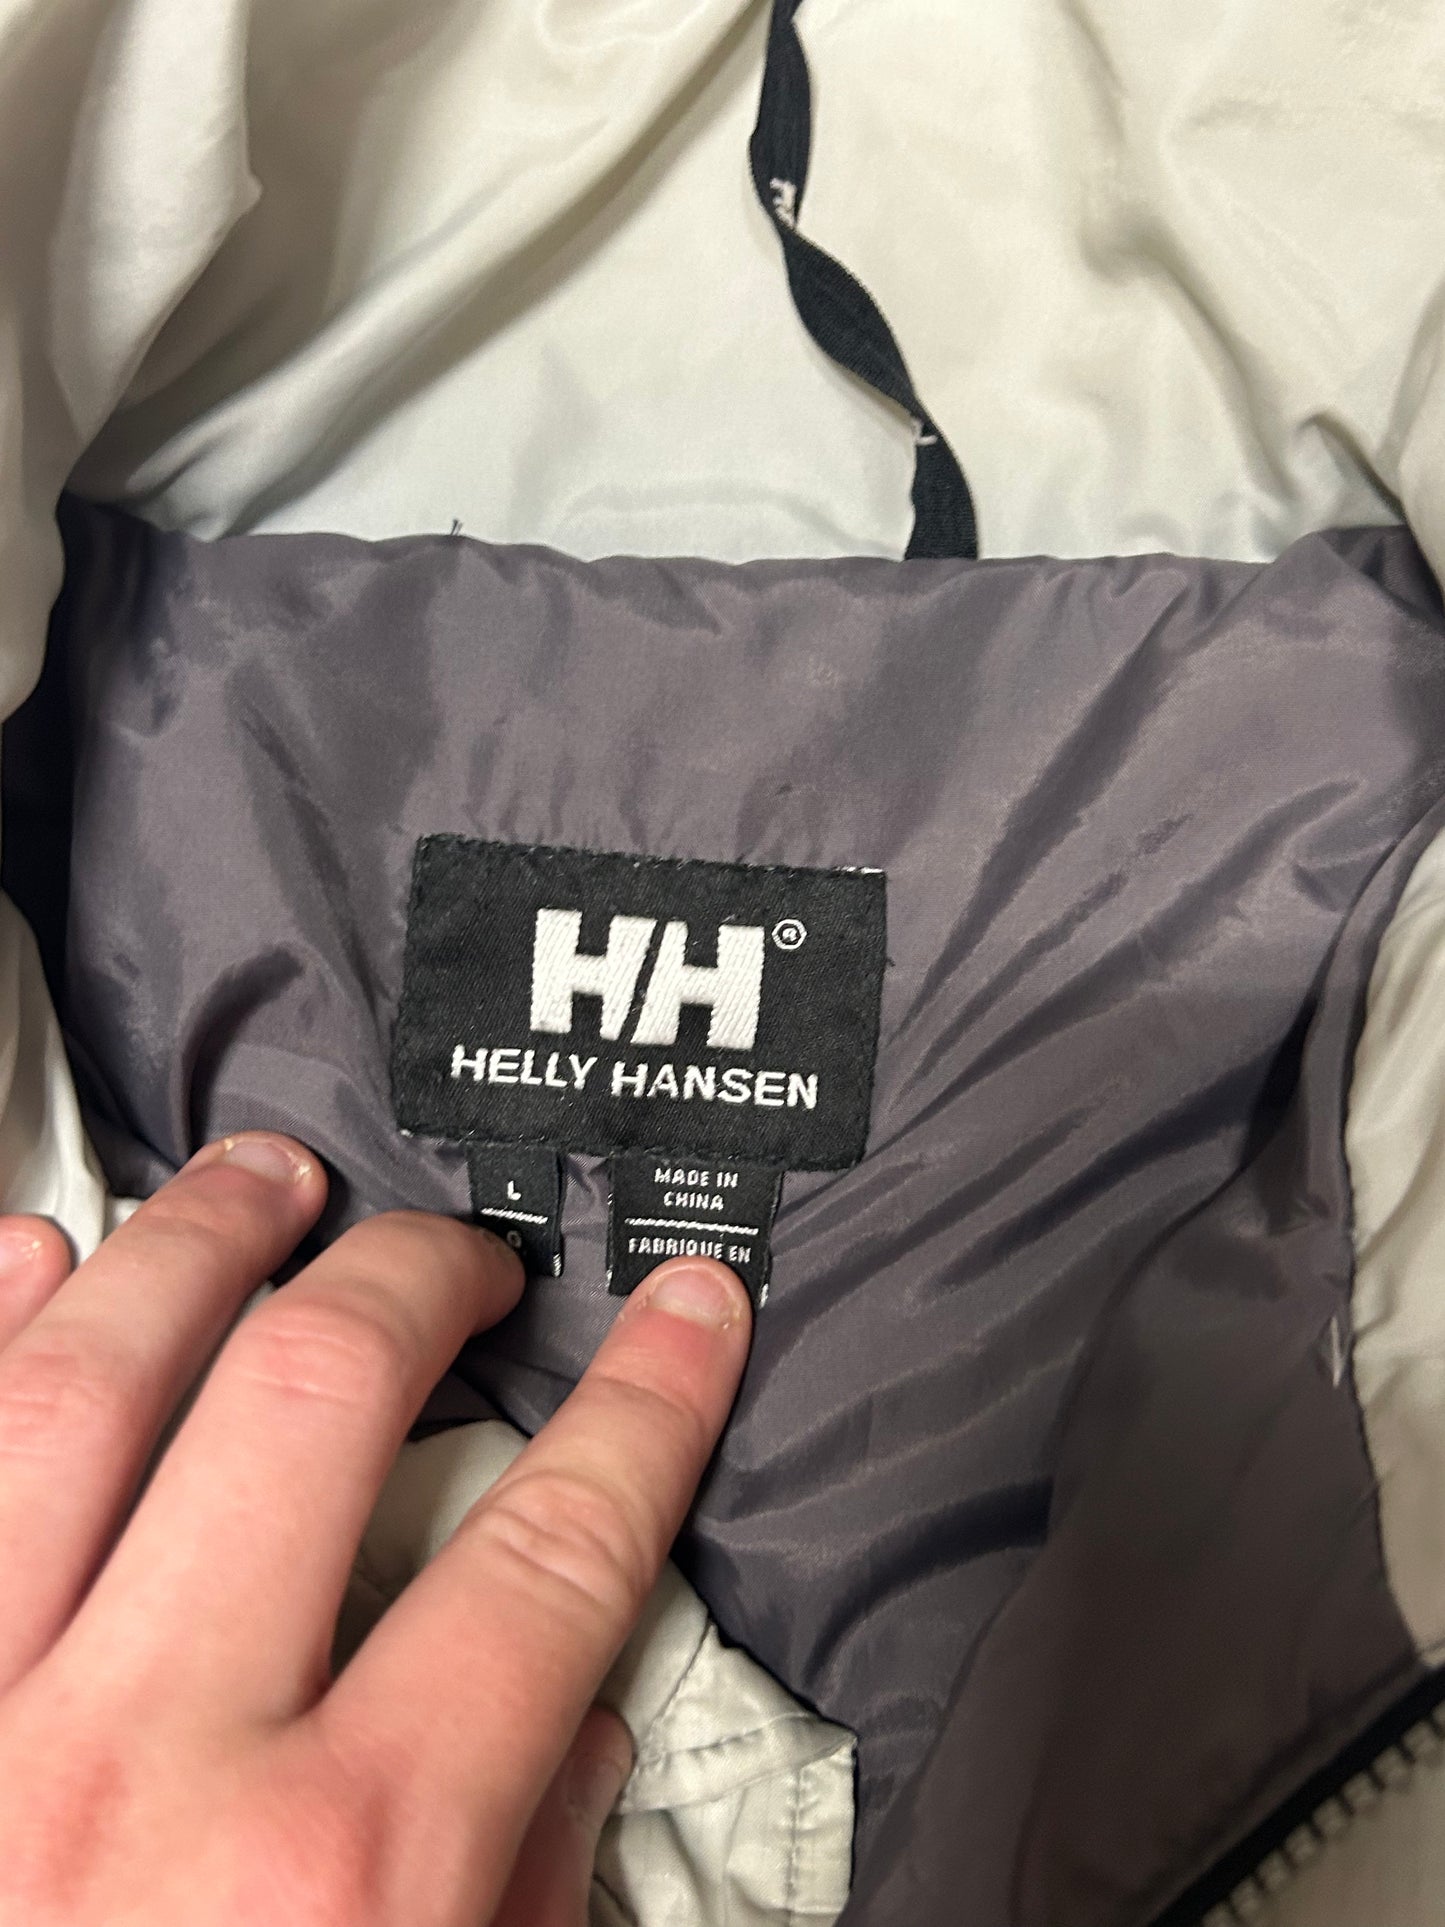 HH®
HELLY HANSEN
L
G
MADE IN
CHINA
FABRIQUE EN